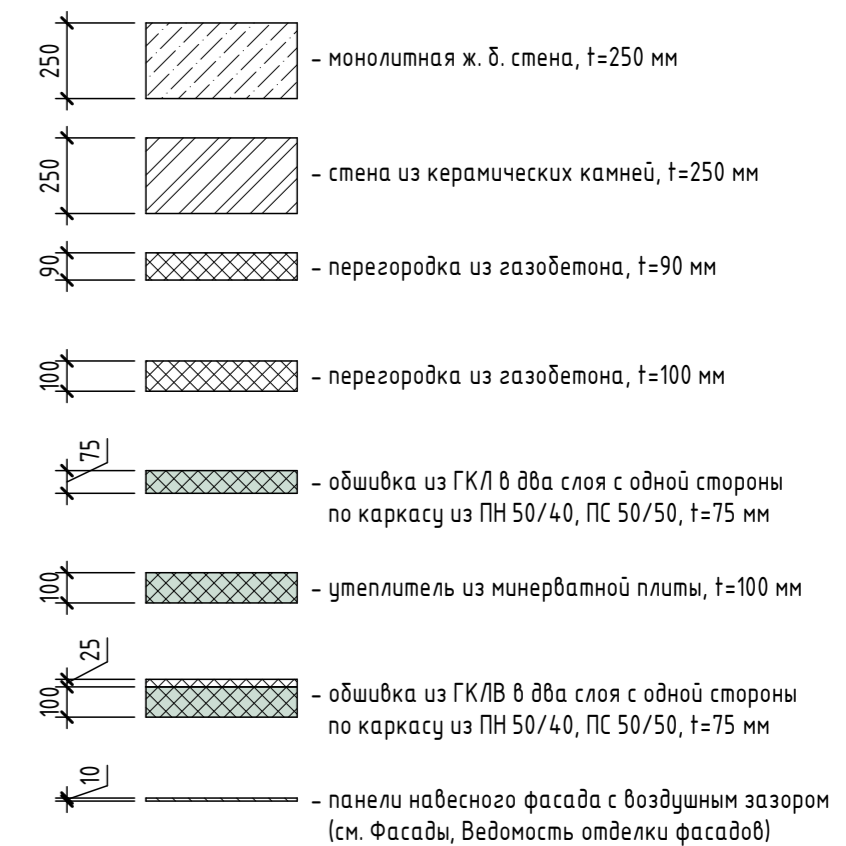 250
– монолитная ж. б. стена, t=250 мм
250
– стена из керамических камней, t=250 мм
90
– перегородка из газобетона, t=90 мм
100
– перегородка из газобетона, t=100 мм
75
– обшивка из ГКЛ в два слоя с одной стороны
по каркасу из ПН 50/40, ПС 50/50, t=75 мм
100
– утеплитель из минерватной плиты, t=100 мм
25
100
– обшивка из ГКЛВ в два слоя с одной стороны
по каркасу из ПН 50/40, ПС 50/50, t=75 мм
10
– панели навесного фасада с воздушным зазором
(см. Фасады, Ведомость отделки фасадов)